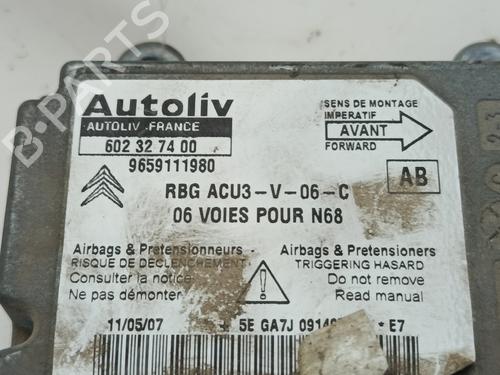 Autoliv
AUTOLIV-FRANCE
602 32 74 00
9659111980
SENS DE MONTAGE
IMPERATIF
AVANT
FORWARD
AB
RBG ACU3-V-06-C
06 VOIES POUR N68
Airbags & Pretensionneurs
RISQUE DE DECLENCHEMENT
Consulter la notice
Ne pas démonter
Airbags & Pretensioners
TRIGGERING HASARD
Do not remove
Read manual
11/05/07 5E GA7J * E7